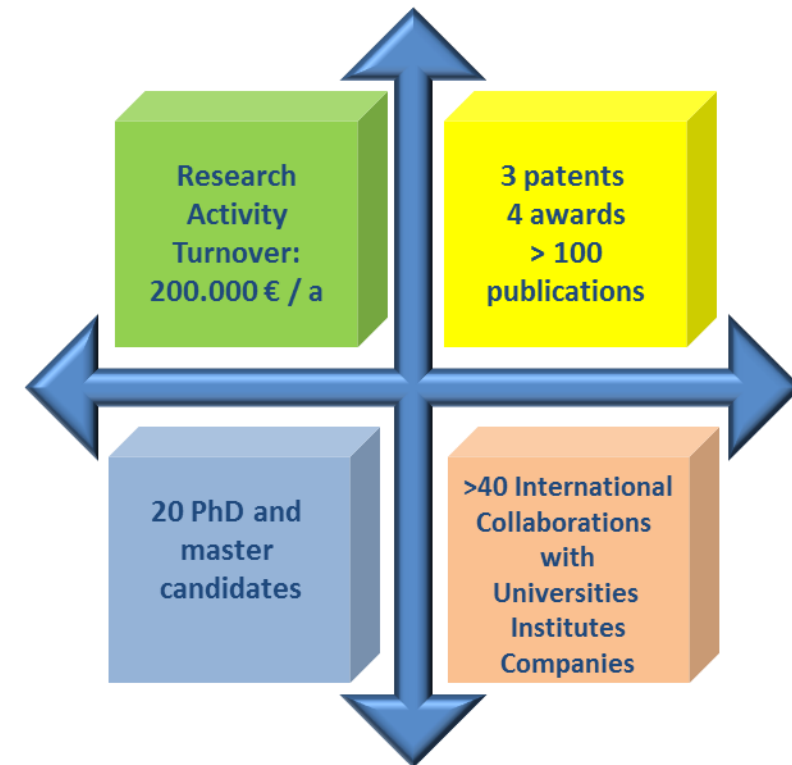 Research
Activity
Turnover:
200.000 € / a
3 patents
4 awards
> 100
publications
20 PhD and
master
candidates
>40 International
Collaborations
with
Universities
Institutes
Companies